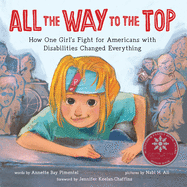 ALL THE WAY TO THE TOP
How One Girl's Fight for Americans with
Disabilities Changed Everything
words by Annette Bay Pimentel
pictures by Nabi H. Ali
foreword by Jennifer Keelan-Chaffins